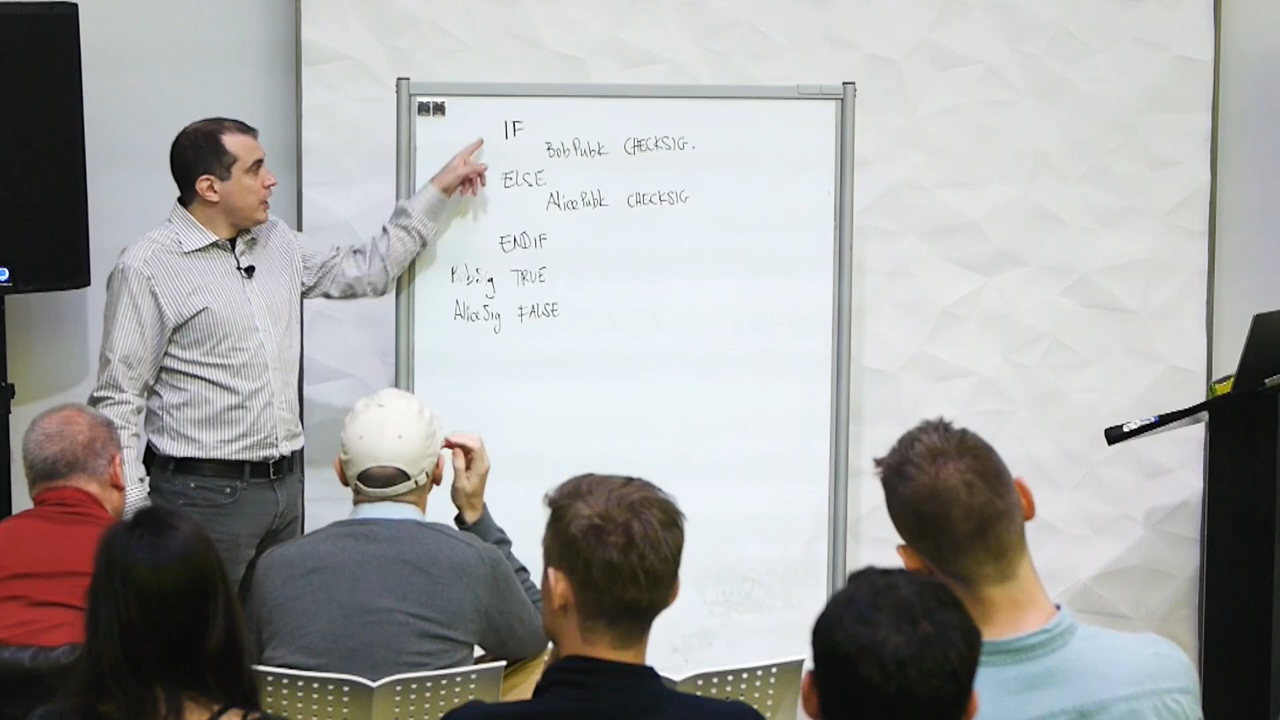 IF
BobPubk CHECKSIG.
ELSE
AlicePubk CHECKSIG
ENDIF
BobSig TRUE
AliceSig FALSE